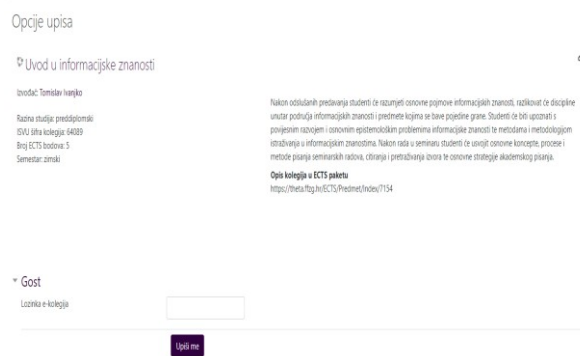 Opcije upisa
Uvod u informacijske znanosti
Izvođač: Tomislav Ivanjko
Razina studija: preddiplomski
ISVU šifra kolegija: 64089
Broj ECTS bodova: 5
Semestar: zimski
Nakon odslušanih predavanja studenti će razumjeti osnovne pojmove informacijskih znanosti, razlikovat će discipline
unutar područja informacijskih znanosti i predmete kojima se bave pojedine grane. Studenti će biti upoznati s
povijesnim razvojem i osnovnim epistemološkim problemima informacijske znanosti te metodama i metodologijom
istraživanja u informacijskim znanostima. Nakon rada u seminaru studenti će usvojit osnovne koncepte, procese i
metode pisanja seminarskih radova, citiranja i pretraživanja izvora te osnovne strategije akademskog pisanja.
Opis kolegija u ECTS paketu
https://theta.ffzg.hr/ECTS/Predmet/Index/7154
Gost
Lozinka e-kolegija
Upiši me